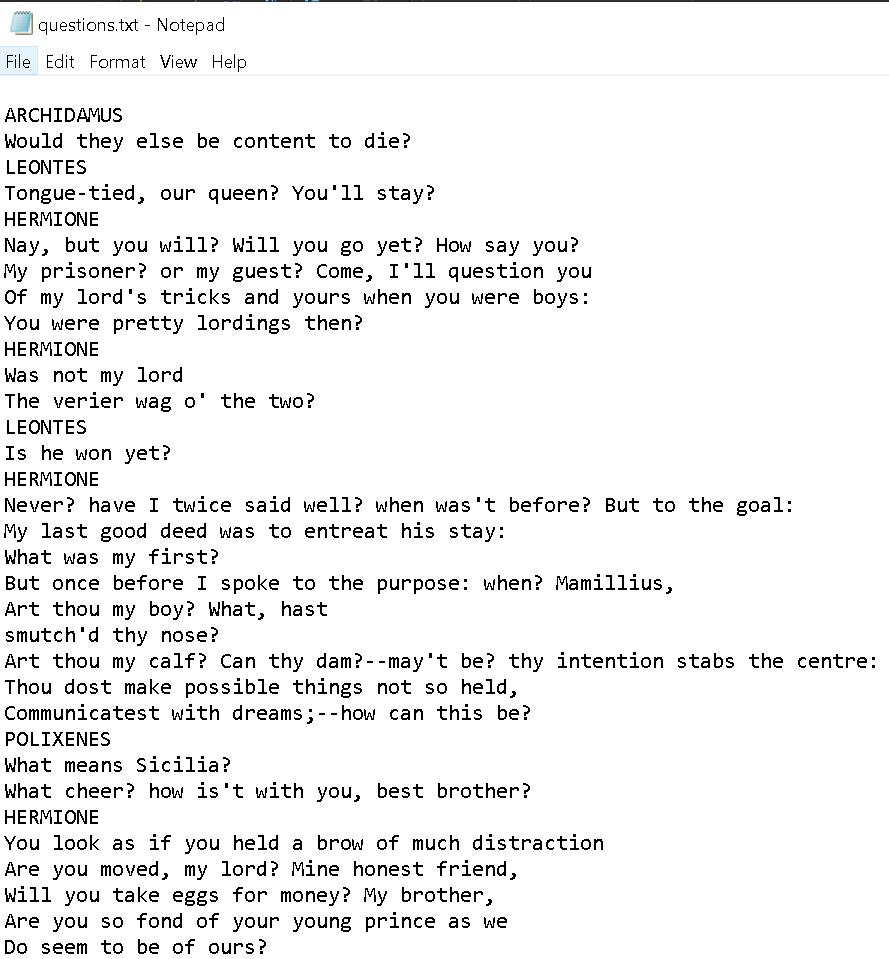 questions.txt - Notepad
File Edit Format View Help
ARCHIDAMUS
Would they else be content to die?
LEONTES
Tongue-tied, our queen? You'll stay?
HERMIONE
Nay, but you will? Will you go yet? How say you?
My prisoner? or my guest? Come, I'll question you
Of my lord's tricks and yours when you were boys:
You were pretty lordings then?
HERMIONE
Was not my lord
The verier wag o' the two?
LEONTES
Is he won yet?
HERMIONE
Never? have I twice said well? when was't before? But to the goal:
My last good deed was to entreat his stay:
What was my first?
But once before I spoke to the purpose: when? Mamillius,
Art thou my boy? What, hast
smutch'd thy nose?
Art thou my calf? Can thy dam?--may't be? thy intention stabs the centre:
Thou dost make possible things not so held,
Communicatest with dreams;--how can this be?
POLIXENES
What means Sicilia?
What cheer? how is't with you, best brother?
HERMIONE
You look as if you held a brow of much distraction
Are you moved, my lord? Mine honest friend,
Will you take eggs for money? My brother,
Are you so fond of your young prince as we
Do seem to be of ours?